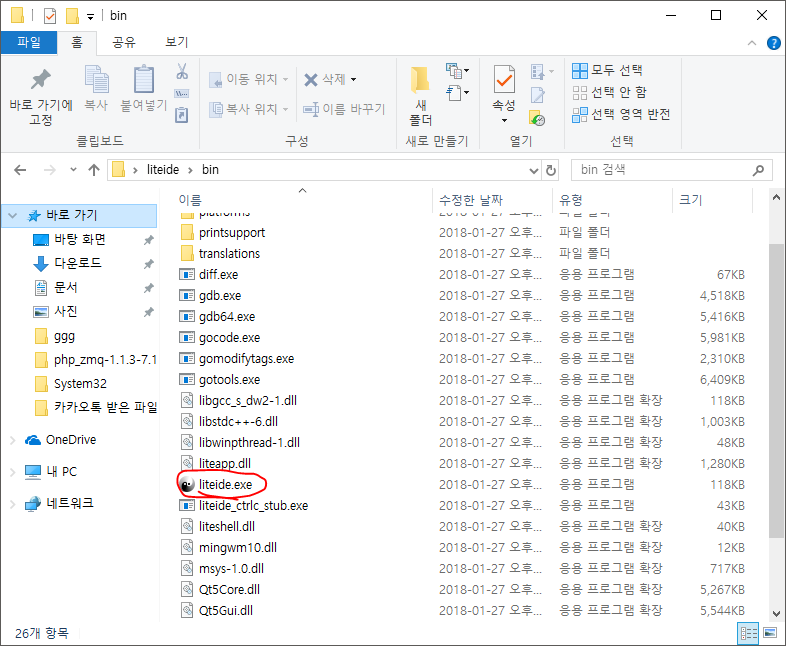 bin
파일 홈 공유 보기
바로 가기에 고정
복사
붙여넣기
클립보드
이동 위치
복사 위치
삭제
이름 바꾸기
구성
새 폴더
새로 만들기
속성
열기
모두 선택
선택 안 함
선택 영역 반전
선택
liteide bin
bin 검색
바로 가기
바탕 화면
다운로드
문서
사진
ggg
php_zmq-1.1.3-7.1
System32
카카오톡 받은 파일
OneDrive
내 PC
네트워크
이름 수정한 날짜 유형 크기
platforms 2018-01-27 오후... 파일 폴더
printsupport 2018-01-27 오후... 파일 폴더
translations 2018-01-27 오후... 파일 폴더
diff.exe 2018-01-27 오후... 응용 프로그램 67KB
gdb.exe 2018-01-27 오후... 응용 프로그램 4,518KB
gdb64.exe 2018-01-27 오후... 응용 프로그램 5,416KB
gocode.exe 2018-01-27 오후... 응용 프로그램 5,981KB
gomodifytags.exe 2018-01-27 오후... 응용 프로그램 2,310KB
gotools.exe 2018-01-27 오후... 응용 프로그램 6,409KB
libgcc_s_dw2-1.dll 2018-01-27 오후... 응용 프로그램 확장 118KB
libstdc++-6.dll 2018-01-27 오후... 응용 프로그램 확장 1,003KB
libwinpthread-1.dll 2018-01-27 오후... 응용 프로그램 확장 48KB
liteapp.dll 2018-01-27 오후... 응용 프로그램 확장 1,280KB
liteide.exe 2018-01-27 오후... 응용 프로그램 118KB
liteide_ctrlc_stub.exe 2018-01-27 오후... 응용 프로그램 43KB
liteshell.dll 2018-01-27 오후... 응용 프로그램 확장 40KB
mingwm10.dll 2018-01-27 오후... 응용 프로그램 확장 12KB
msys-1.0.dll 2018-01-27 오후... 응용 프로그램 확장 717KB
Qt5Core.dll 2018-01-27 오후... 응용 프로그램 확장 5,267KB
Qt5Gui.dll 2018-01-27 오후... 응용 프로그램 확장 5,544KB
26개 항목